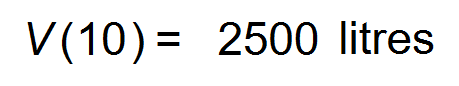 V(10) = 2500 litres